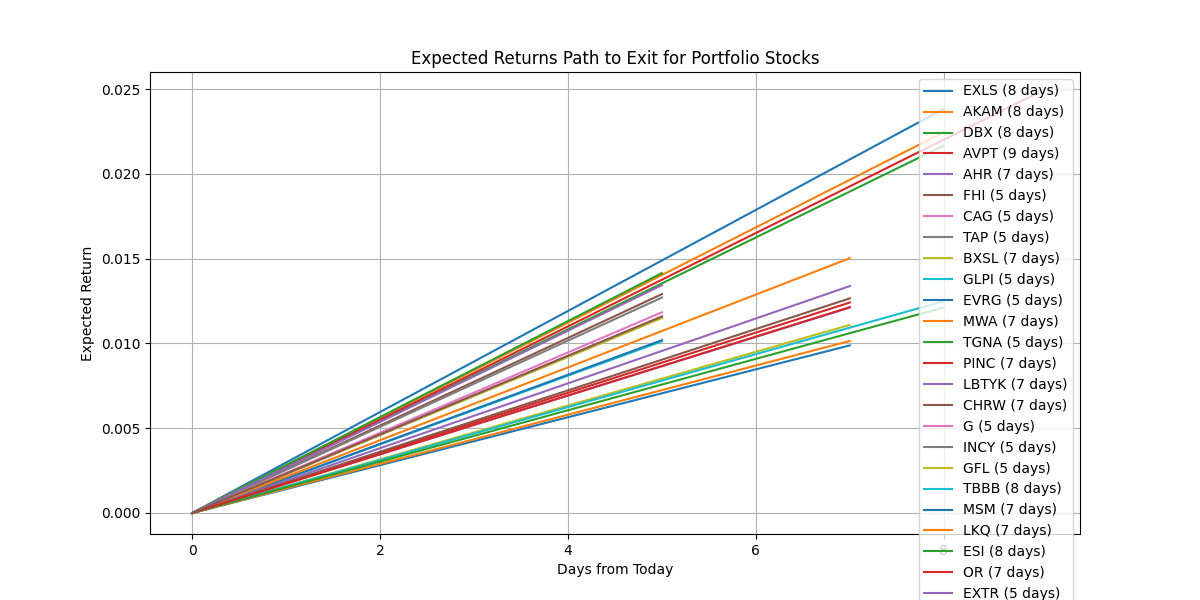 Expected Returns Path to Exit for Portfolio Stocks
Expected Return
0.025
0.020
0.015
0.010
0.005
0.000
0
2
4
6
8
Days from Today
EXLS (8 days)
AKAM (8 days)
DBX (8 days)
AVPT (9 days)
AHR (7 days)
FHI (5 days)
CAG (5 days)
TAP (5 days)
BXSL (7 days)
GLPI (5 days)
EVRG (5 days)
MWA (7 days)
TGNA (5 days)
PINC (7 days)
LBTYK (7 days)
CHRW (7 days)
G (5 days)
INCY (5 days)
GFL (5 days)
TBBB (8 days)
MSM (7 days)
LKQ (7 days)
ESI (8 days)
OR (7 days)
EXTR (5 days)